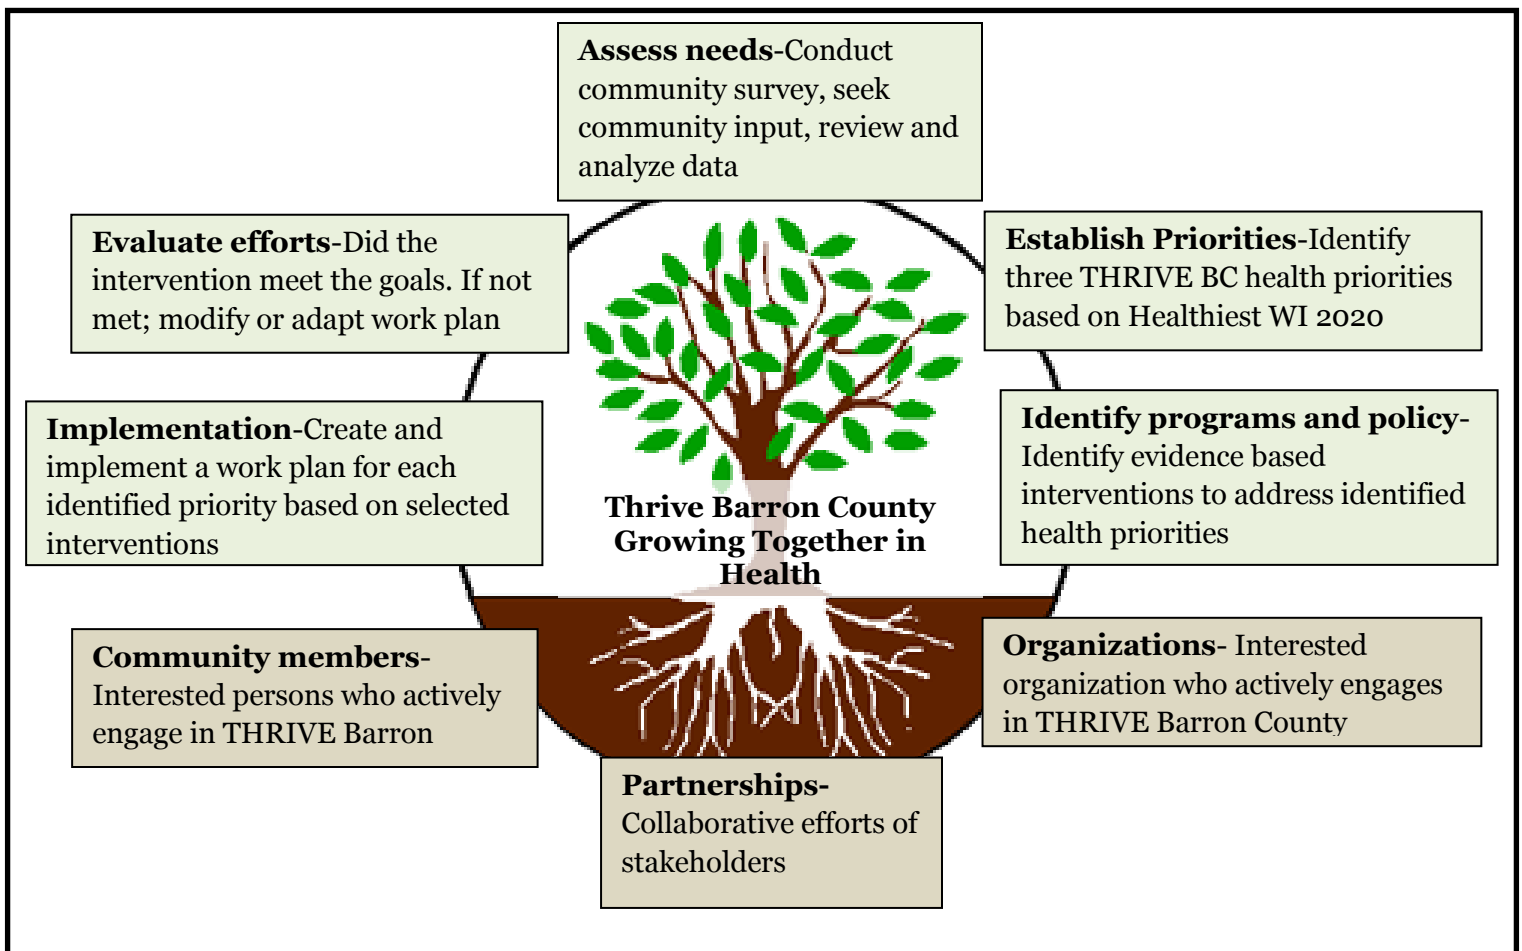 Assess needs-Conduct
community survey, seek
community input, review and
analyze data
Evaluate efforts-Did the
intervention meet the goals. If not
met; modify or adapt work plan
Establish Priorities-Identify
three THRIVE BC health priorities
based on Healthiest WI 2020
Implementation-Create and
implement a work plan for each
identified priority based on selected
interventions
Identify programs and policy-
Identify evidence based
interventions to address identified
health priorities
Thrive Barron County
Growing Together in
Health
Community members-
Interested persons who actively
engage in THRIVE Barron
Organizations- Interested
organization who actively engages
in THRIVE Barron County
Partnerships-
Collaborative efforts of
stakeholders